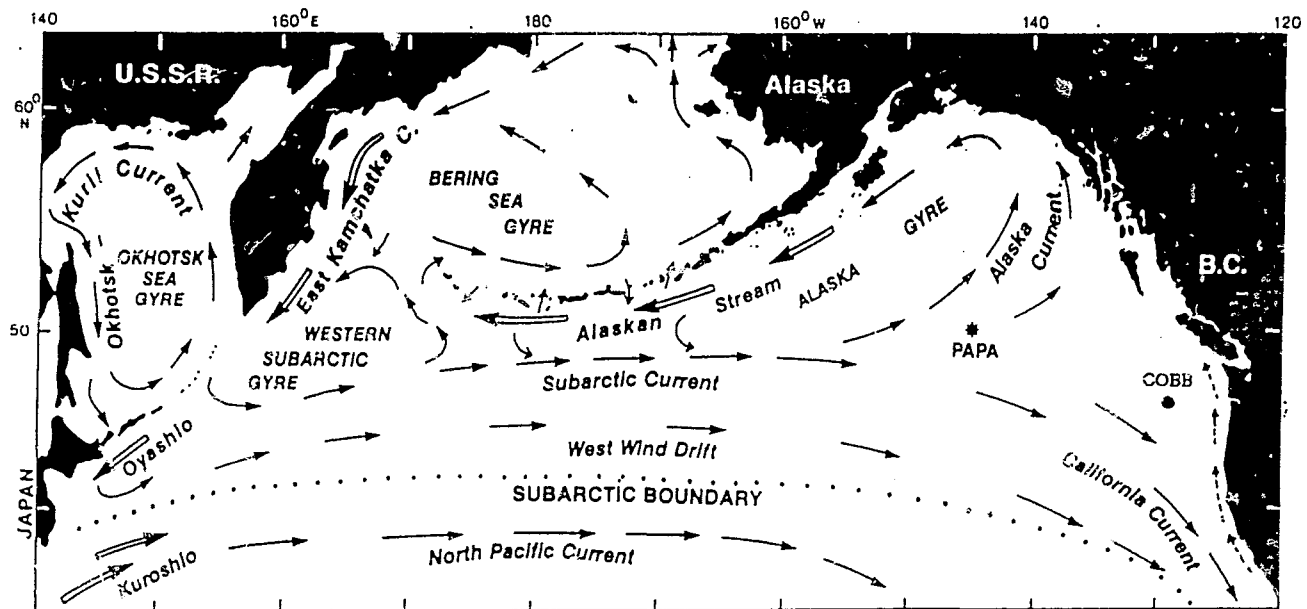 140
160°E
180
160°W
140
120
U.S.S.R.
Alaska
60°
N
Kuril Current
East Kamchatka C.
BERING
SEA
GYRE
GYRE
Alaska
Current
B.C.
OKHOTSK
SEA
GYRE
Okhotsk
ALASKA
Stream
Alaskan
50
WESTERN
SUBARCTIC
GYRE
PAPA
Subarctic Current
COBB
Oyashio
West Wind Drift
California Current
SUBARCTIC BOUNDARY
JAPAN
North Pacific Current
Kuroshio